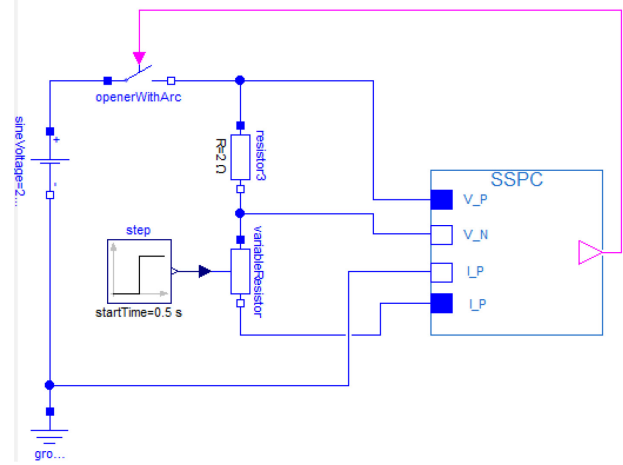 openerWithArc
sineVoltage=2...
+
-
resistor3
R=2 Ω
SSPC
V_P
V_N
I_P
I_P
step
variableResistor
startTime=0.5 s
gro...